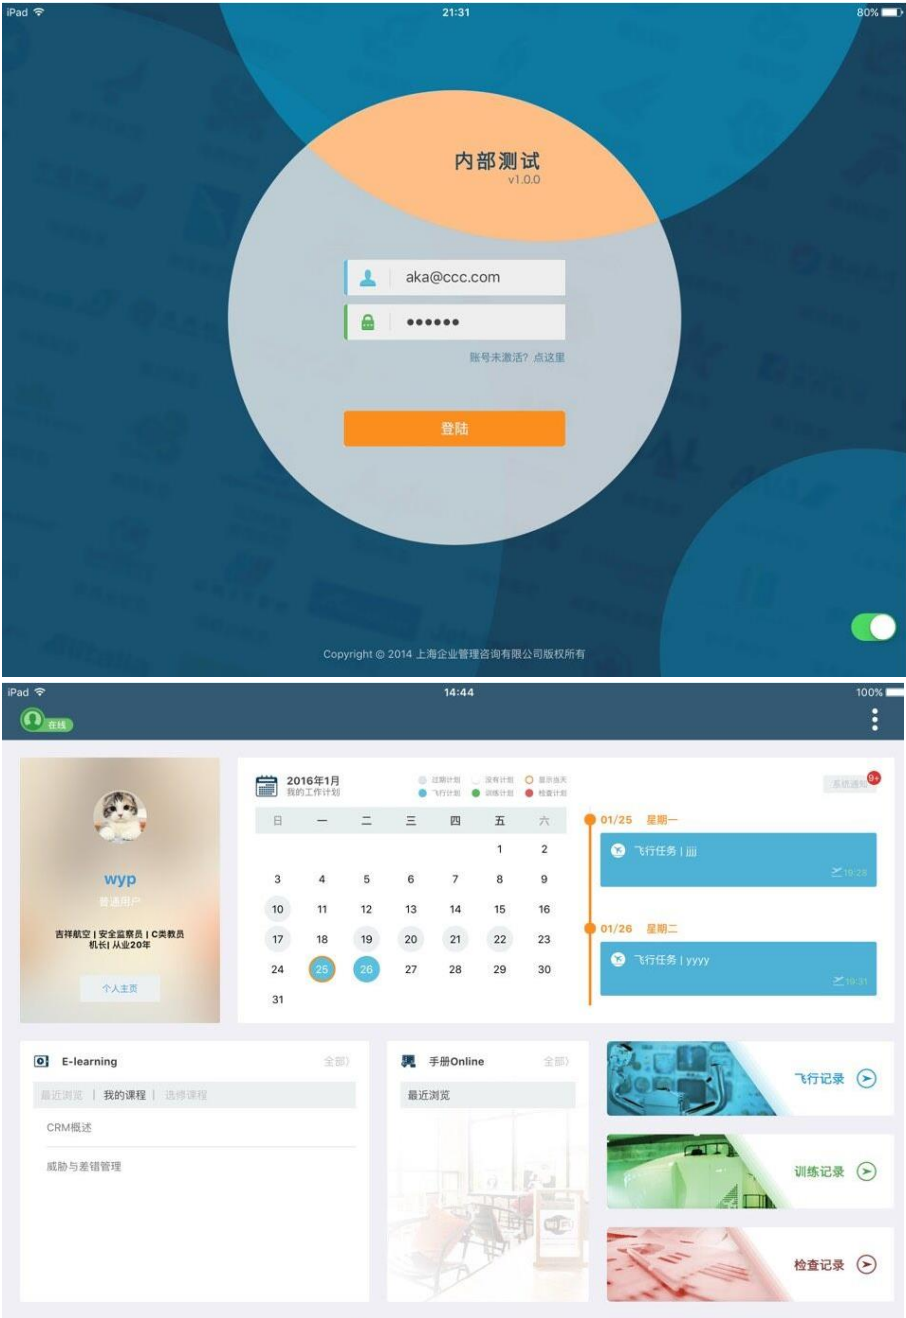 iPad
21:31
80%
内部测试
v1.0.0
aka@ccc.com
●●●●●●
账号未激活? 点这里
登陆
Copyright © 2014 上海企业管理咨询有限公司版权所有
iPad
14:44
100%
在线
wyp
普通用户
吉祥航空 | 安全监察员 | C类教员
机长| 从业20年
个人主页
2016年1月
我的工作计划
过期计划 没有计划 显示当天
飞行计划 训练计划 检查计划
日 一 二 三 四 五 六
1 2
3 4 5 6 7 8 9
10 11 12 13 14 15 16
17 18 19 20 21 22 23
24 25 26 27 28 29 30
31
系统通知
9+
01/25 星期一
飞行任务 | jjjj
19:28
01/26 星期二
飞行任务 | yyyy
19:31
E-learning
全部〉
最近浏览 | 我的课程 | 选修课程
CRM概述
威胁与差错管理
手册Online
全部〉
最近浏览
飞行记录
训练记录
检查记录